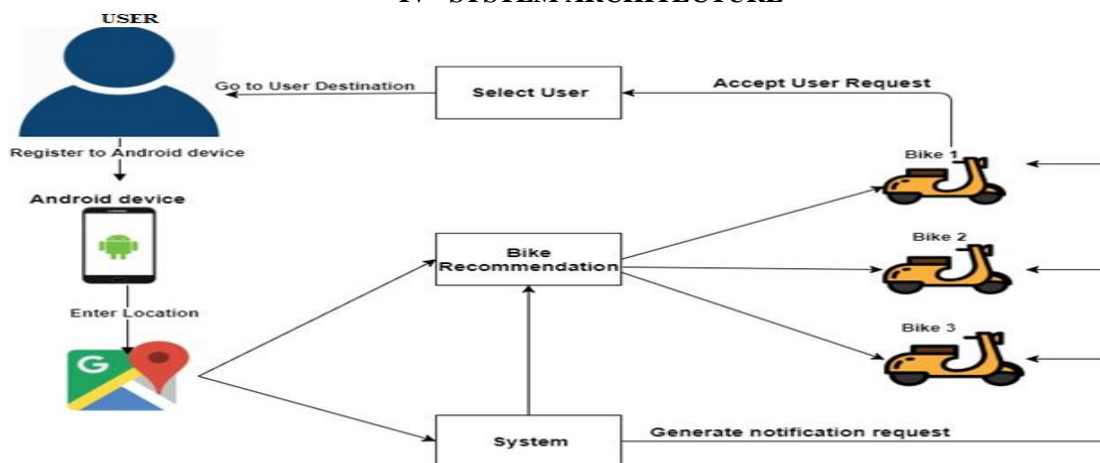 USER
Go to User Destination
Select User
Accept User Request
Register to Android device
Bike 1
Android device
Bike 2
Bike
Recommendation
Enter Location
Bike 3
G
System
Generate notification request